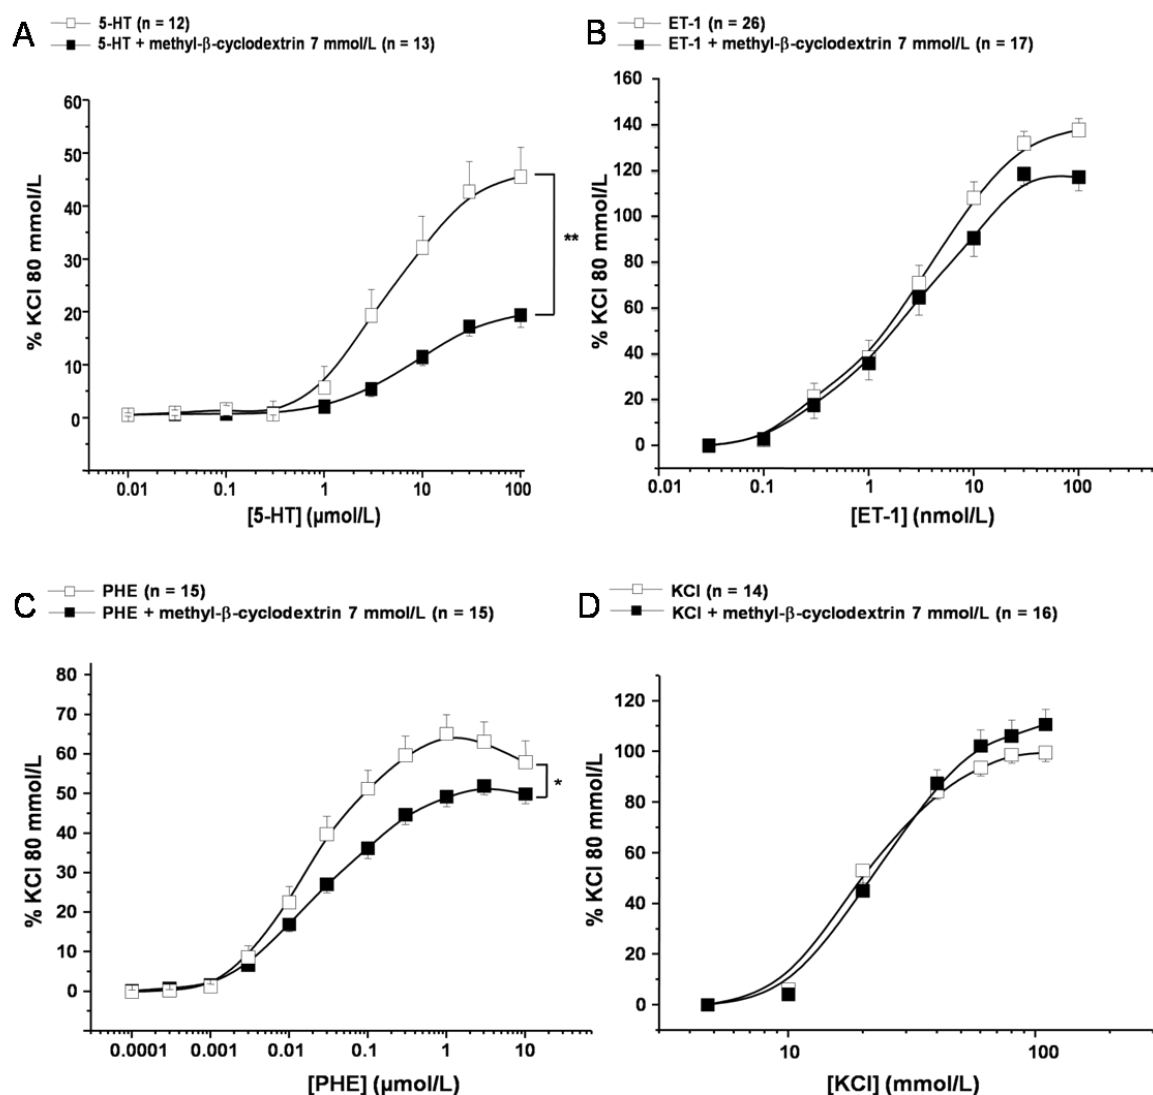 A
5-HT (n = 12)
5-HT + methyl-β-cyclodextrin 7 mmol/L (n = 13)
% KCl 80 mmol/L
60
50
40
30
20
10
0
**
0.01 0.1 1 10 100
[5-HT] (µmol/L)
B
ET-1 (n = 26)
ET-1 + methyl-β-cyclodextrin 7 mmol/L (n = 17)
% KCl 80 mmol/L
160
140
120
100
80
60
40
20
0
0.01 0.1 1 10 100
[ET-1] (nmol/L)
C
PHE (n = 15)
PHE + methyl-β-cyclodextrin 7 mmol/L (n = 15)
% KCl 80 mmol/L
80
70
60
50
40
30
20
10
0
*
0.0001 0.001 0.01 0.1 1 10
[PHE] (µmol/L)
D
KCl (n = 14)
KCl + methyl-β-cyclodextrin 7 mmol/L (n = 16)
% KCl 80 mmol/L
120
100
80
60
40
20
0
10 100
[KCl] (mmol/L)